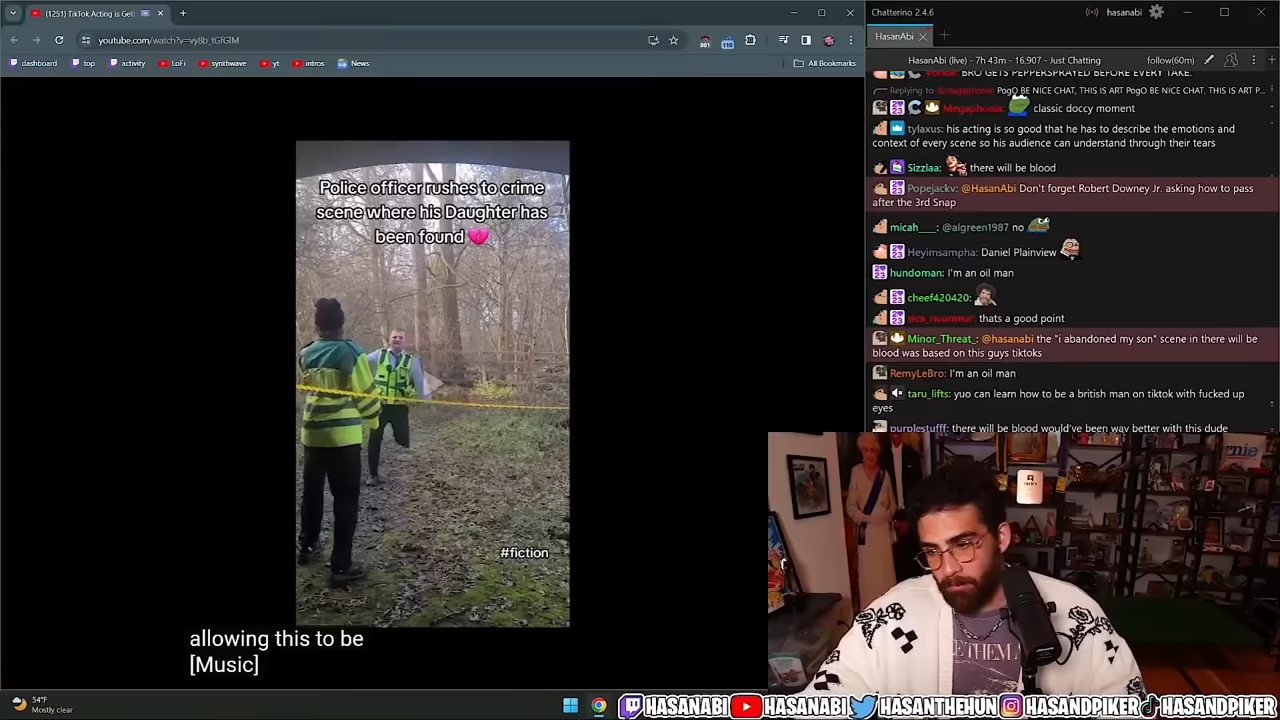 (1251) TikTok Acting is Gett
youtube.com/watch?v=vy8b_tGfGlM
dashboard
top
activity
LoFi
synthwave
yt
intros
News
All Bookmarks
Police officer rushes to crime
scene where his Daughter has
been found
#fiction
allowing this to be
[Music]
54°F
Mostly clear
Chatterino 2.4.6
hasanabi
HasanAbi
HasanAbi (live) - 7h 43m - 16,907 - Just Chatting
follow(60m)
BRO GETS PEPPERSPRAYED BEFORE EVERY TAKE.
Replying to @megaphonia: PogO BE NICE CHAT, THIS IS ART PogO BE NICE CHAT, THIS IS ART P...
Megaphonia: classic doccy moment
tylaxus: his acting is so good that he has to describe the emotions and
context of every scene so his audience can understand through their tears
Sizzlaa: there will be blood
Popejackv: @HasanAbi Don't forget Robert Downey Jr. asking how to pass
after the 3rd Snap
micah___: @algreen1987 no
Heyimsampha: Daniel Plainview
hundoman: I'm an oil man
cheef420420:
thats a good point
Minor_Threat_: @hasanabi the "i abandoned my son" scene in there will be
blood was based on this guys tiktoks
RemyLeBro: I'm an oil man
taru_lifts: yuo can learn how to be a british man on tiktok with fucked up
eyes
purplestufff: there will be blood would've been way better with this dude
HASANABI
HASANABI
HASANTHEHUN
HASANDPIKER
HASANDPIKER